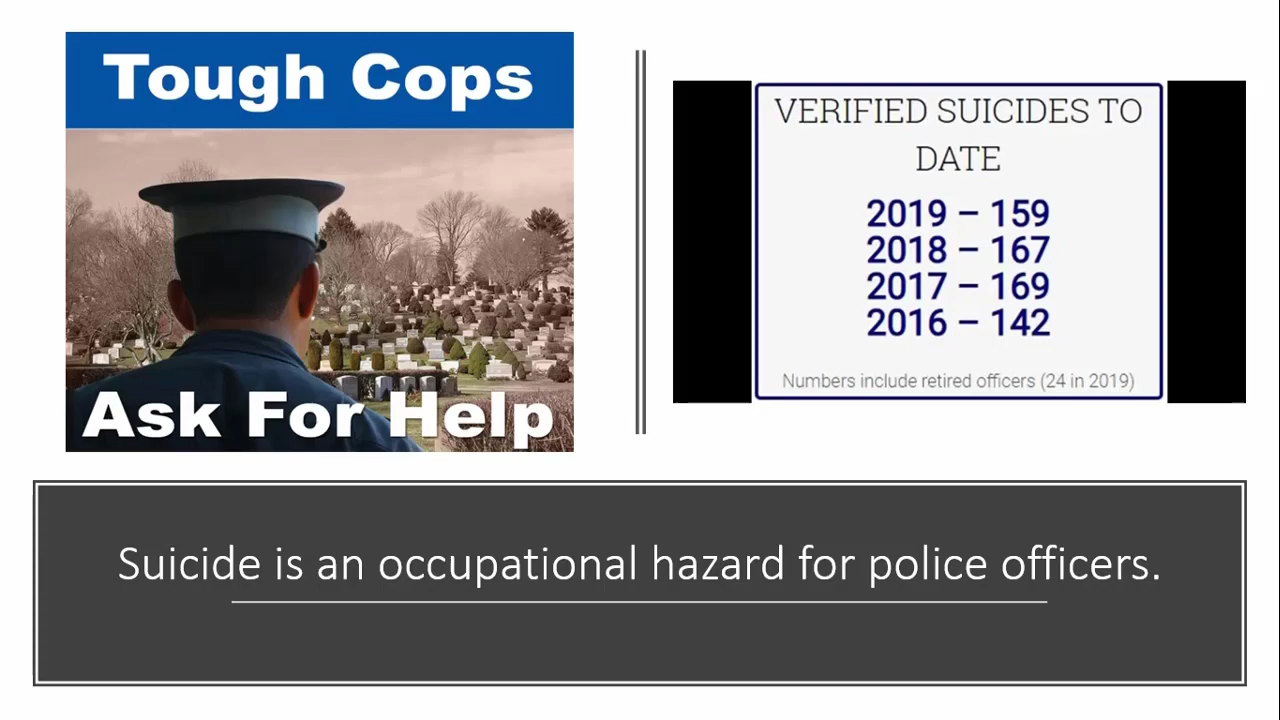 Tough Cops
Ask For Help
VERIFIED SUICIDES TO
DATE
2019 – 159
2018 – 167
2017 – 169
2016 – 142
Numbers include retired officers (24 in 2019)
Suicide is an occupational hazard for police officers.